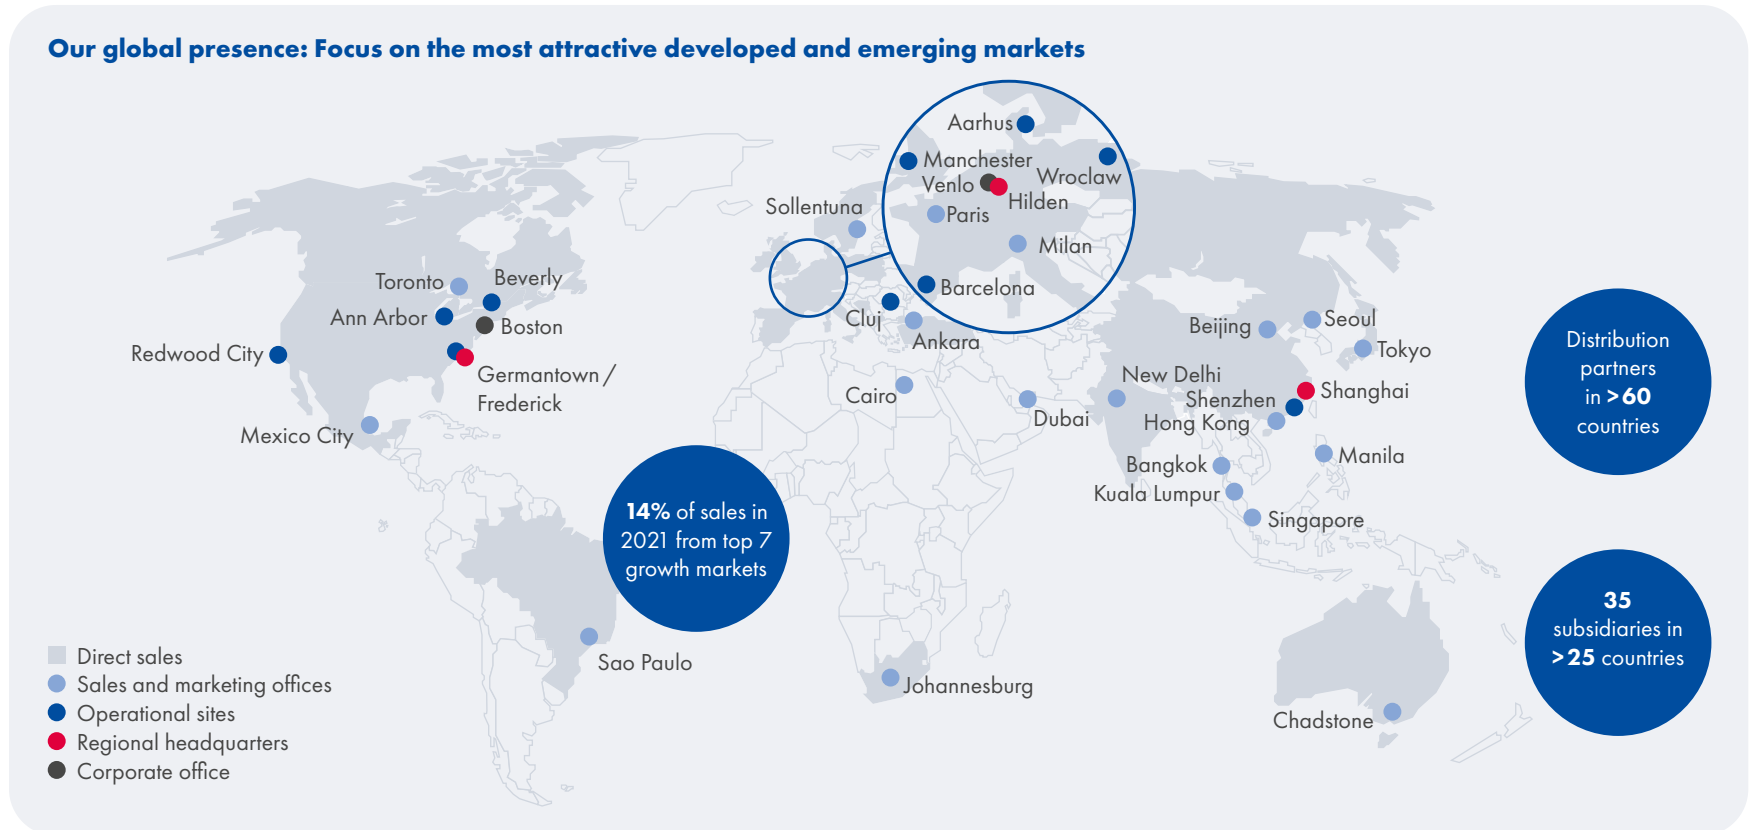 Our global presence: Focus on the most attractive developed and emerging markets
Aarhus
Manchester
Venlo
Wroclaw
Hilden
Paris
Milan
Barcelona
Sollentuna
Toronto
Beverly
Ann Arbor
Boston
Redwood City
Germantown /
Frederick
Mexico City
Cluj
Ankara
Cairo
Dubai
Beijing
Seoul
Tokyo
New Delhi
Shenzhen
Shanghai
Hong Kong
Bangkok
Manila
Kuala Lumpur
Singapore
Sao Paulo
Johannesburg
Chadstone
14% of sales in
2021 from top 7
growth markets
Distribution
partners
in >60
countries
35
subsidiaries in
>25 countries
Direct sales
Sales and marketing offices
Operational sites
Regional headquarters
Corporate office